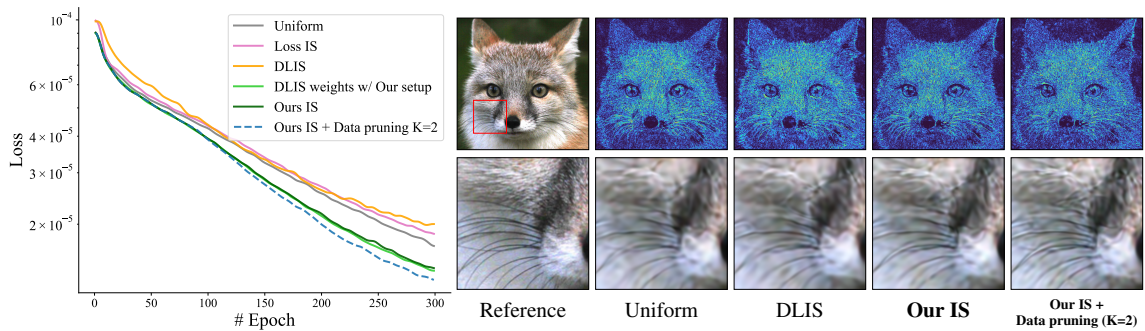 10⁻⁴
6 × 10⁻⁵
4 × 10⁻⁵
3 × 10⁻⁵
2 × 10⁻⁵
Loss
0
50
100
150
200
250
300
# Epoch
Uniform
Loss IS
DLIS
DLIS weights w/ Our setup
Ours IS
Ours IS + Data pruning K=2
Reference
Uniform
DLIS
Our IS
Our IS +
Data pruning (K=2)